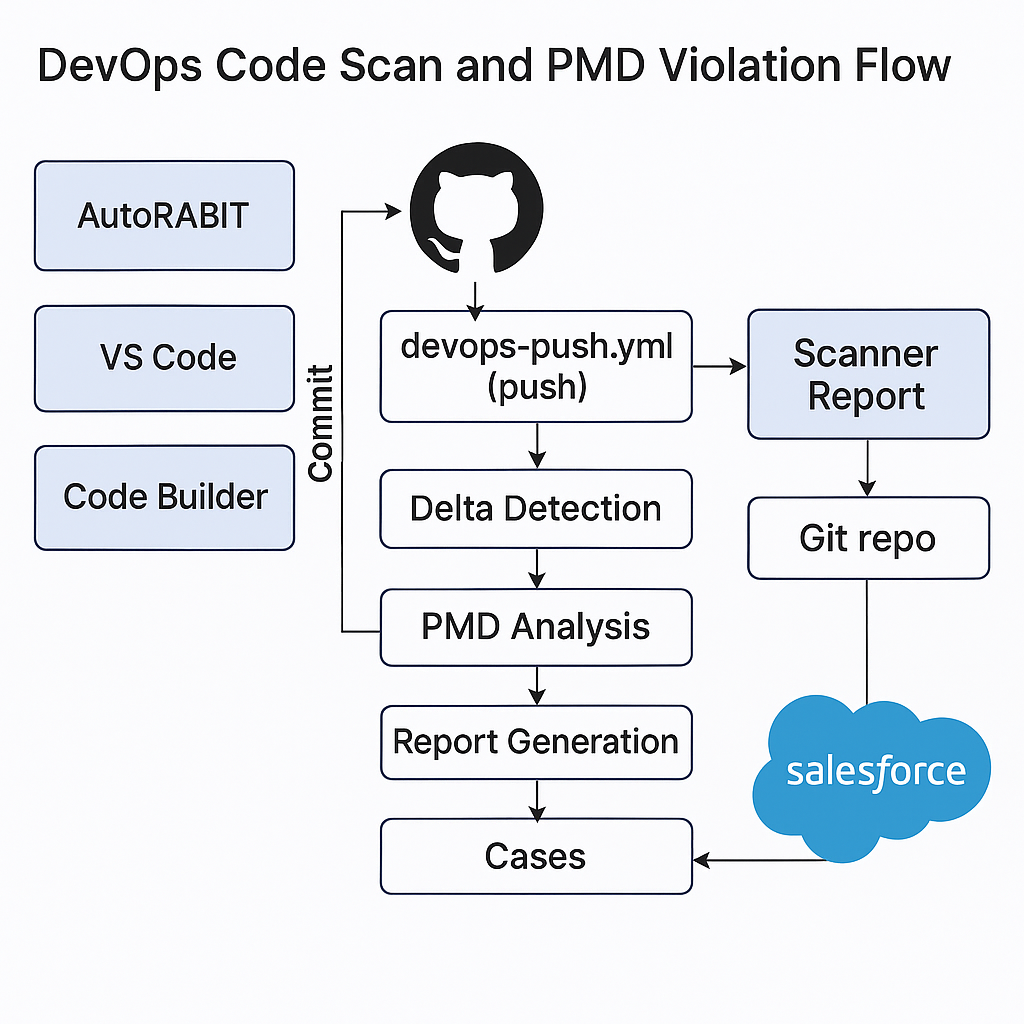 DevOps Code Scan and PMD Violation Flow
AutoRABIT
VS Code
Code Builder
Commit
devops-push.yml
(push)
Delta Detection
PMD Analysis
Report Generation
Cases
Scanner
Report
Git repo
salesforce